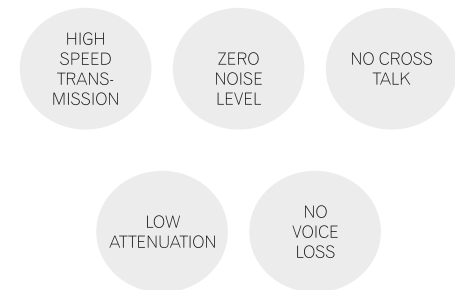 HIGH
SPEED
TRANS-
MISSION
ZERO
NOISE
LEVEL
NO CROSS
TALK
LOW
ATTENUATION
NO
VOICE
LOSS